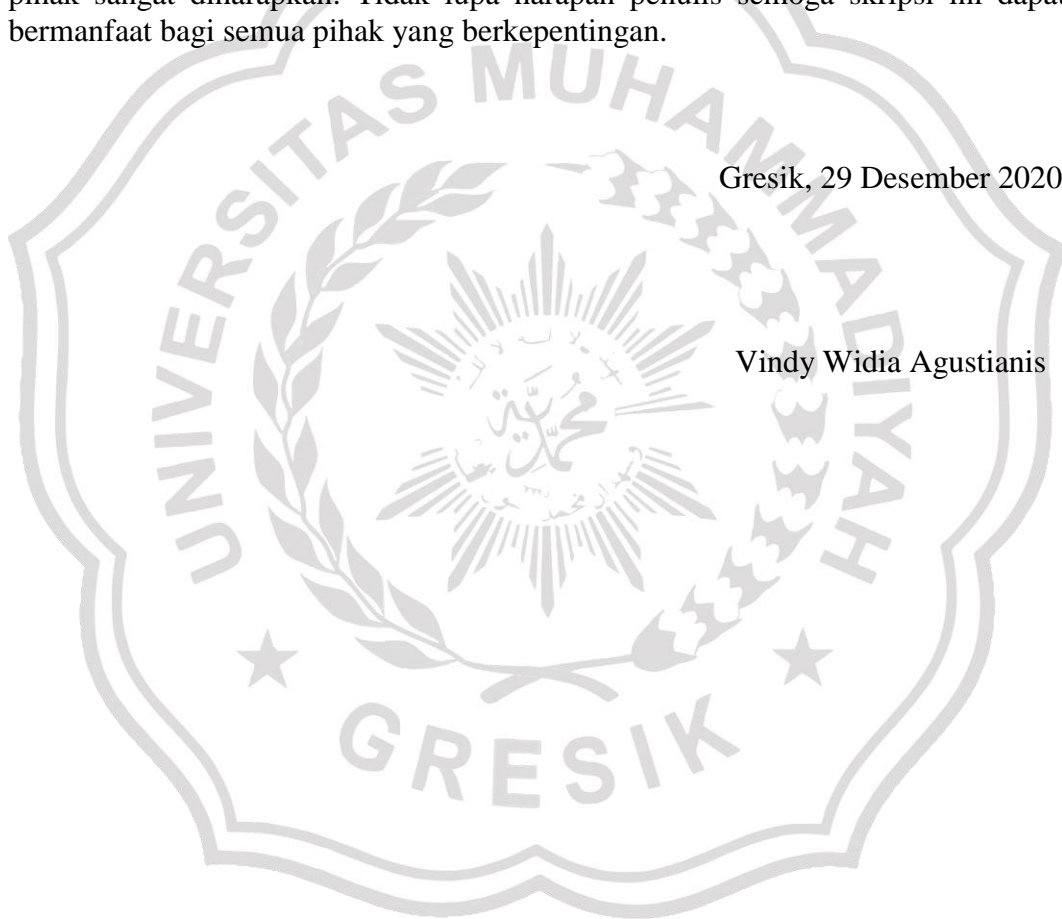 pihak sangat diharapkan. Tidak lupa harapan penulis semoga skripsi ini dapat
bermanfaat bagi semua pihak yang berkepentingan.
Gresik, 29 Desember 2020
Vindy Widia Agustianis
UNIVERSITAS MUHAMMADIYAH
محمدية
GRESIK